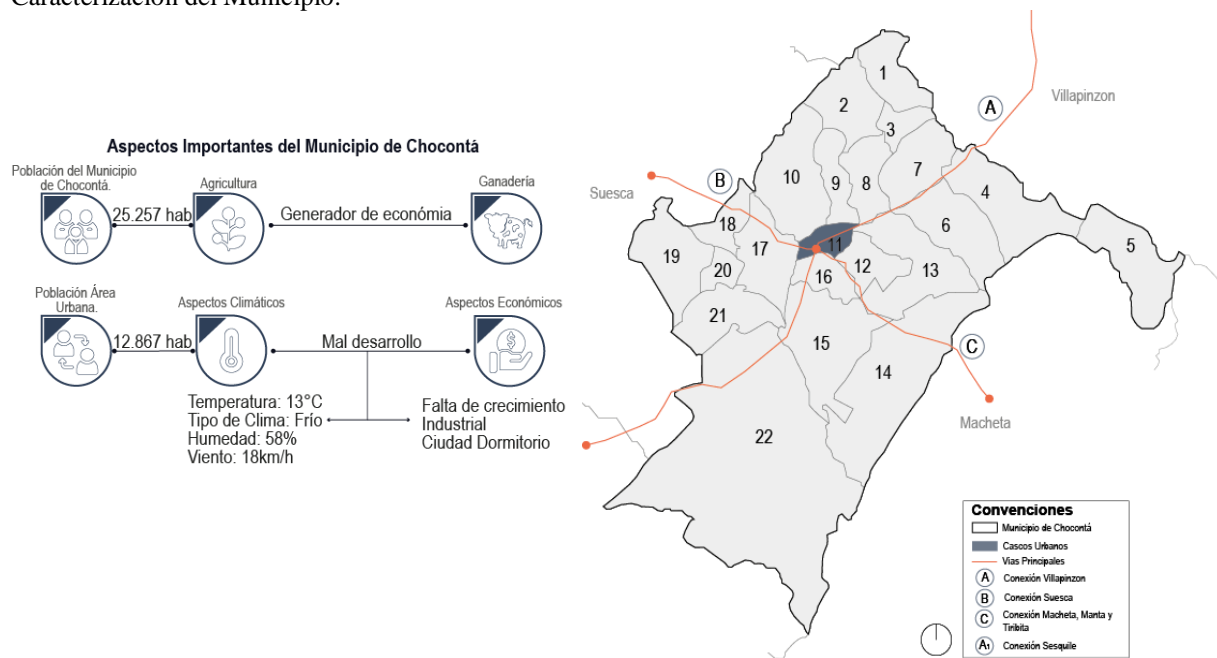 Caracterización del Municipio.
Aspectos Importantes del Municipio de Chocontá
Población del Municipio
de Chocontá.
25.257 hab
Agricultura
Generador de económia
Ganadería
Población Área
Urbana.
12.867 hab
Aspectos Climáticos
Mal desarrollo
Aspectos Económicos
Temperatura: 13°C
Tipo de Clima: Frío
Humedad: 58%
Viento: 18km/h
Falta de crecimiento
Industrial
Ciudad Dormitorio
1
A
Villapinzon
2
3
7
B
Suesca
10
9
8
4
18
6
17
11
5
19
20
12
13
16
21
15
C
14
Macheta
22
Convenciones
Municipio de Chocontá
Cascos Urbanos
Vias Principales
A Conexión Villapinzon
B Conexión Suesca
C Conexión Macheta, Manta y
Tiribita
A1 Conexión Sesquile